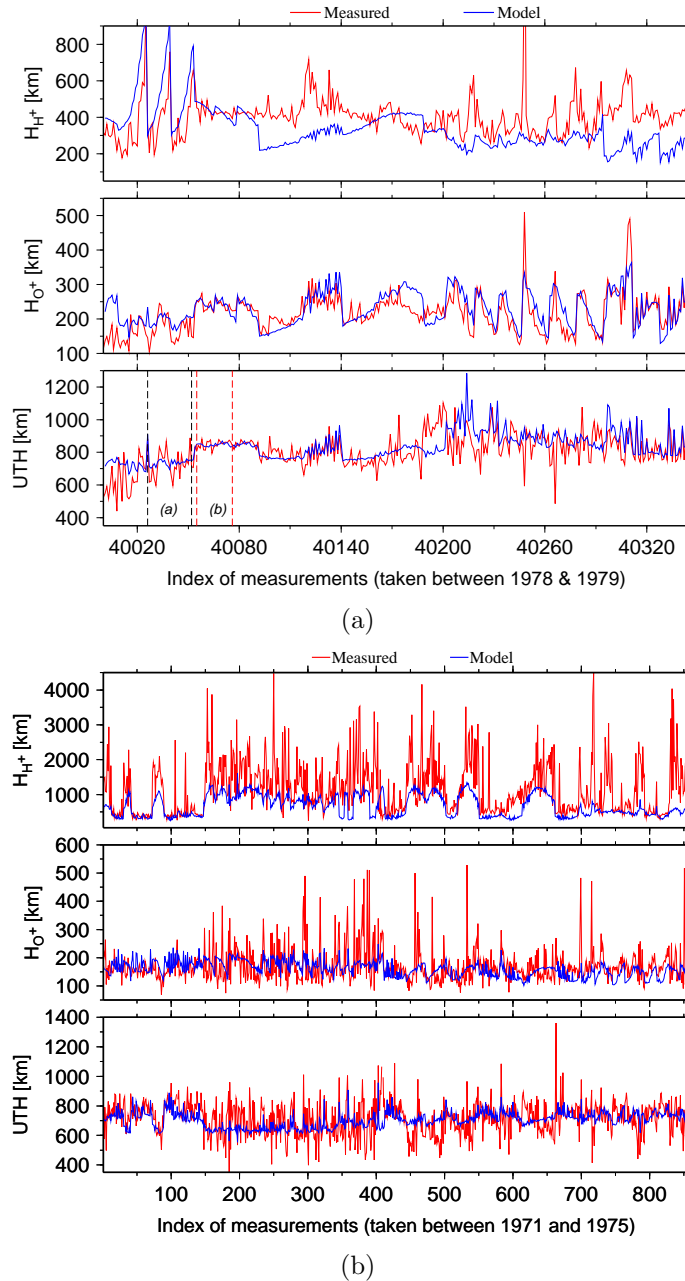 Measured Model
800
600
400
200
H_H+ [km]
500
400
300
200
100
H_O+ [km]
1200
1000
800
600
400
UTH [km]
(a) (b)
40020 40080 40140 40200 40260 40320
Index of measurements (taken between 1978 & 1979)
(a)
Measured Model
4000
3000
2000
1000
H_H+ [km]
600
500
400
300
200
100
H_O+ [km]
1400
1200
1000
800
600
400
UTH [km]
100 200 300 400 500 600 700 800
Index of measurements (taken between 1971 and 1975)
(b)